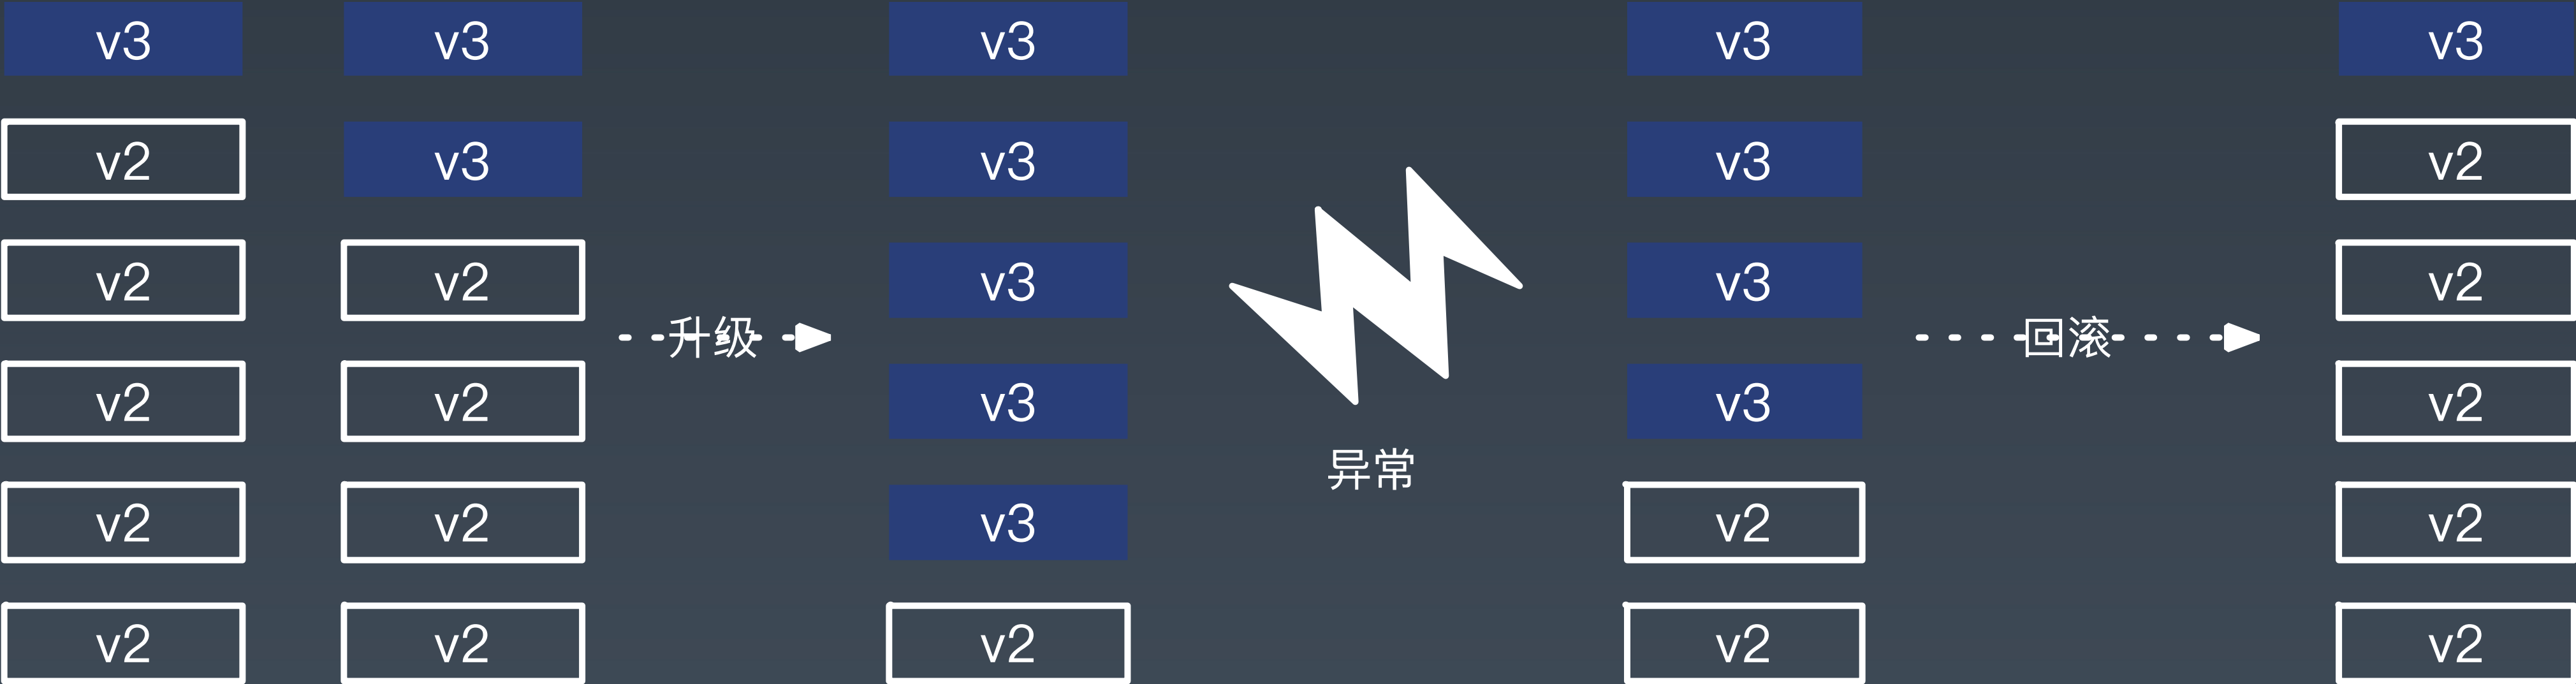 v3 v3 v3 v3 v3
v2 v3 v3 v3 v2
v2 v2 v3 v3 v2
升级 回滚
v2 v2 v3 v3 v2
异常
v2 v2 v3 v2 v2
v2 v2 v2 v2 v2